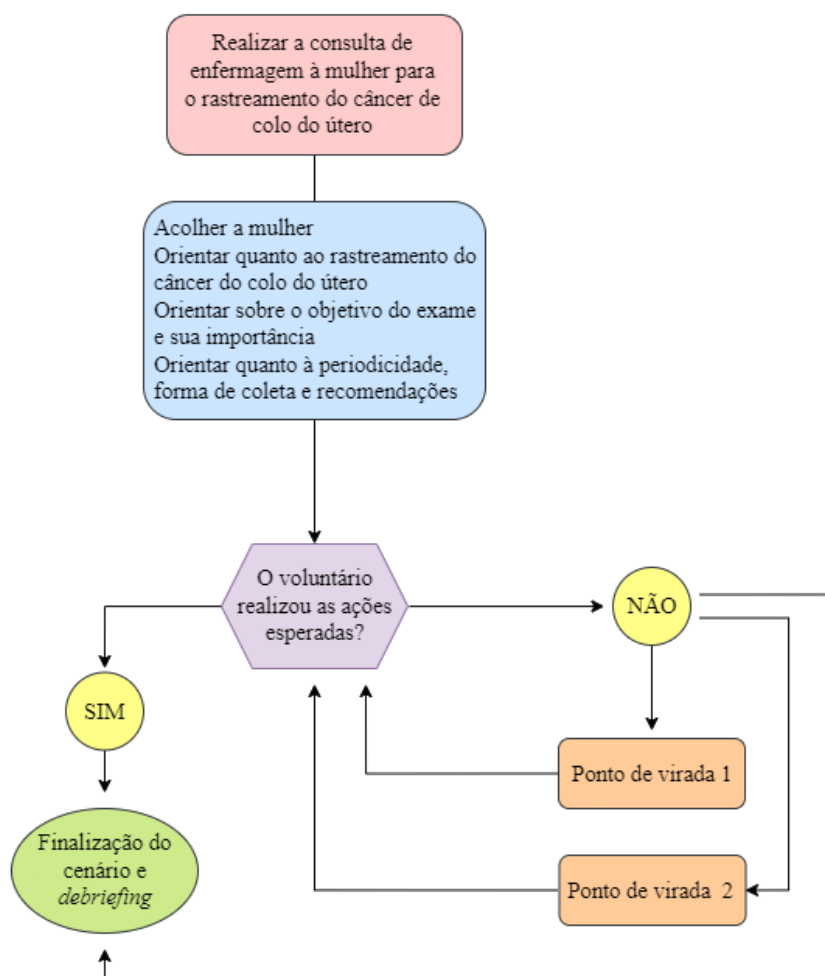 Realizar a consulta de
enfermagem à mulher para
o rastreamento do câncer de
colo do útero
Acolher a mulher
Orientar quanto ao rastreamento do
câncer do colo do útero
Orientar sobre o objetivo do exame
e sua importância
Orientar quanto à periodicidade,
forma de coleta e recomendações
O voluntário
realizou as ações
esperadas?
NÃO
SIM
Ponto de virada 1
Finalização do
cenário e
debriefing
Ponto de virada 2